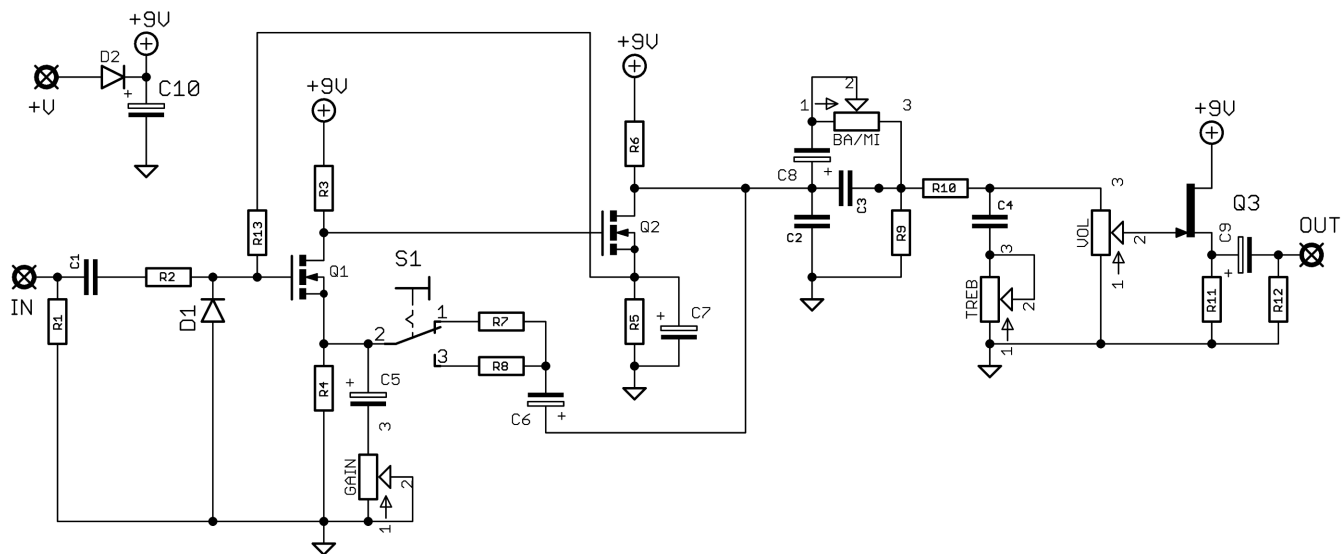 +9V
D2
+
C10
+V
+9V
R3
R13
IN
C1
R2
R1
D1
Q1
R4
S1
2
1
3
R7
R8
+
C5
3
GAIN
2
1
C6
+
+9V
R6
Q2
R5
+
C7
1
2
3
BA/MI
C8
+
C3
C2
R9
R10
C4
3
TREB
2
1
3
VOL
2
1
+9V
Q3
C9
+
R11
R12
OUT